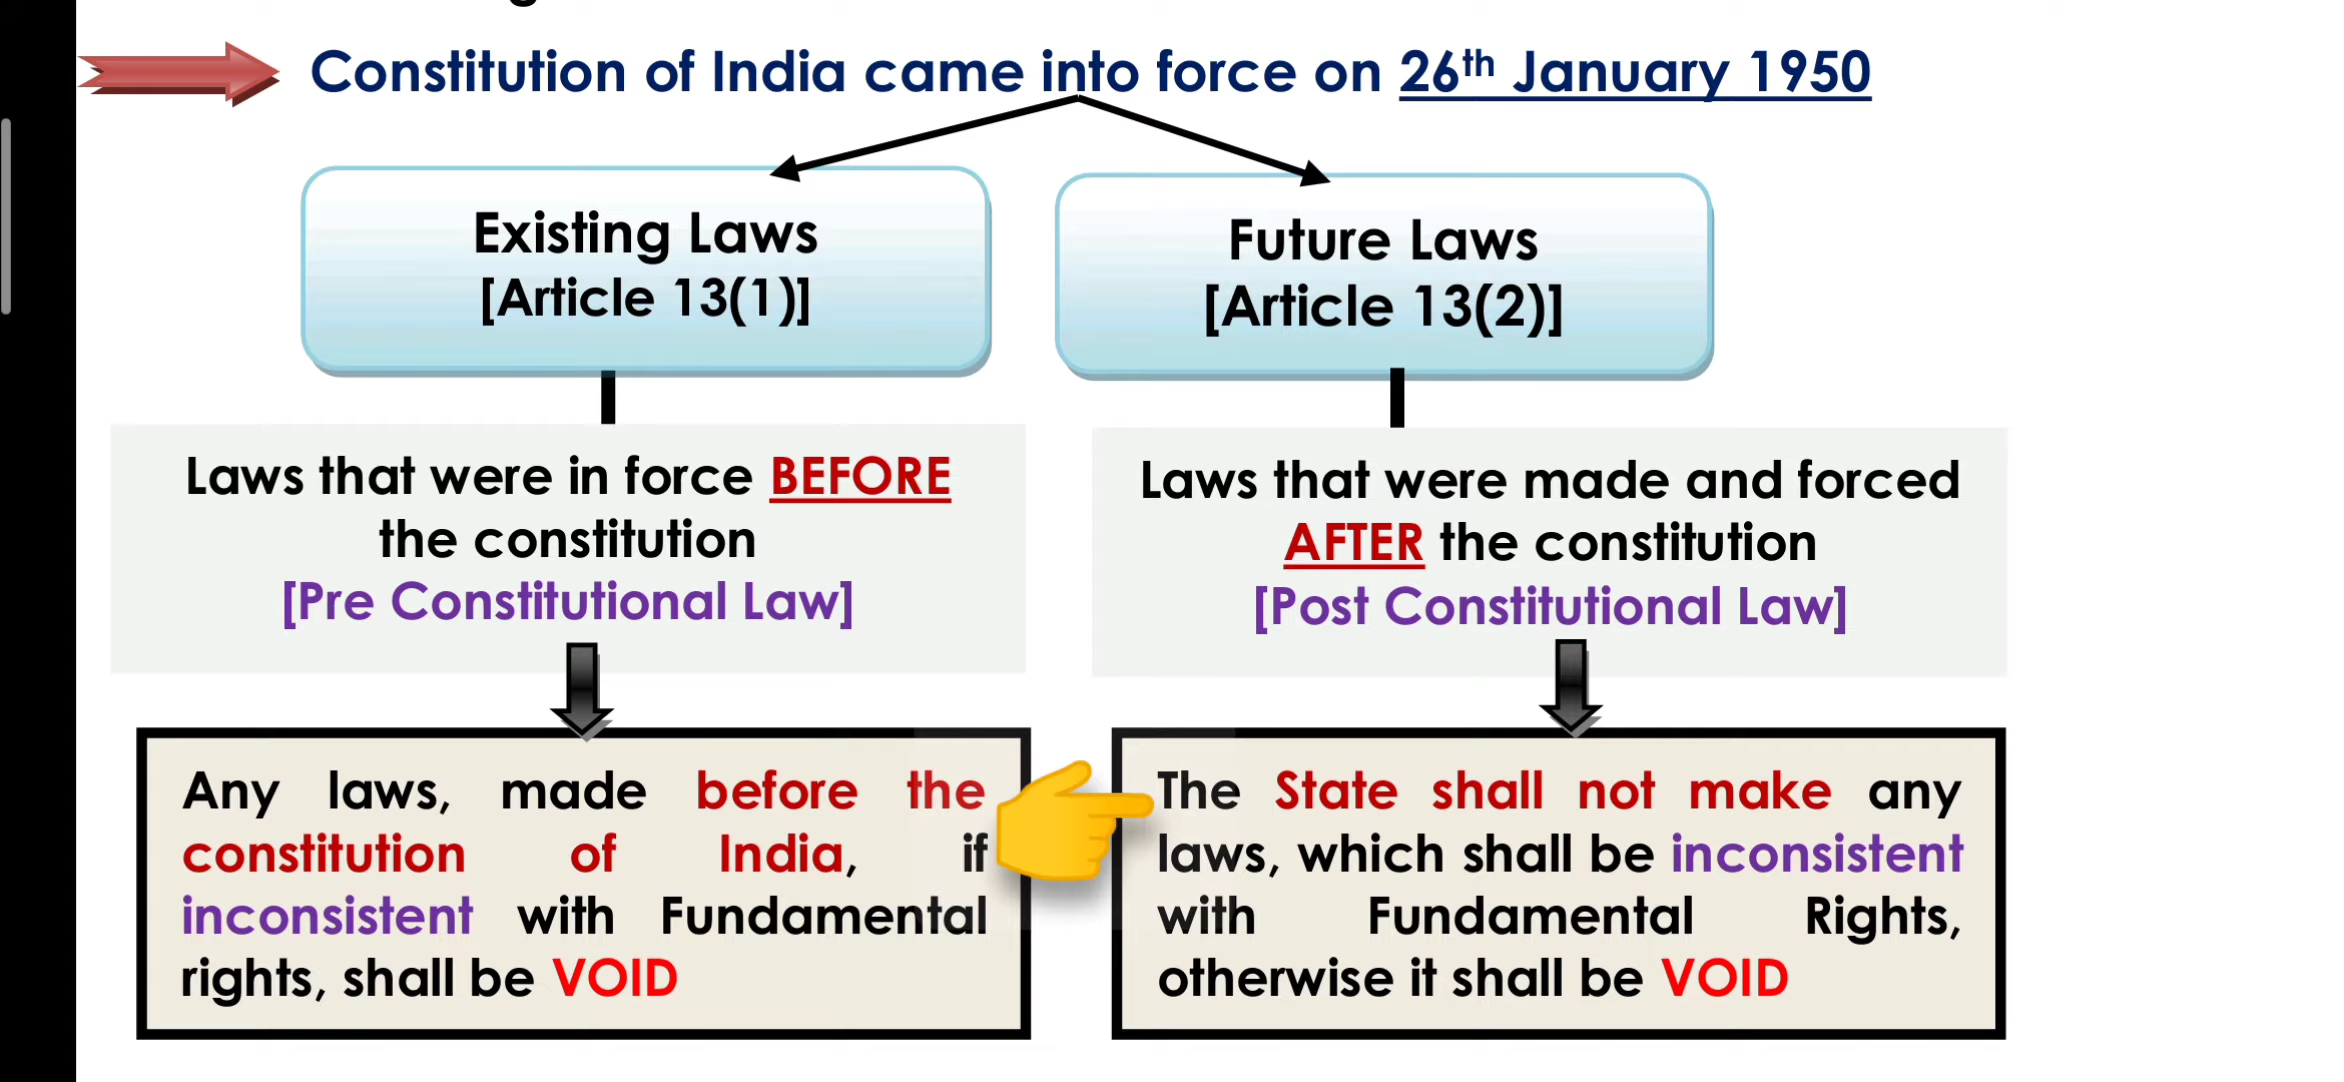 Constitution of India came into force on 26th January 1950
Existing Laws
[Article 13(1)]
Future Laws
[Article 13(2)]
Laws that were in force BEFORE
the constitution
[Pre Constitutional Law]
Laws that were made and forced
AFTER the constitution
[Post Constitutional Law]
Any laws, made before the
constitution of India, if
inconsistent with Fundamental
rights, shall be VOID
The State shall not make any
laws, which shall be inconsistent
with Fundamental Rights,
otherwise it shall be VOID